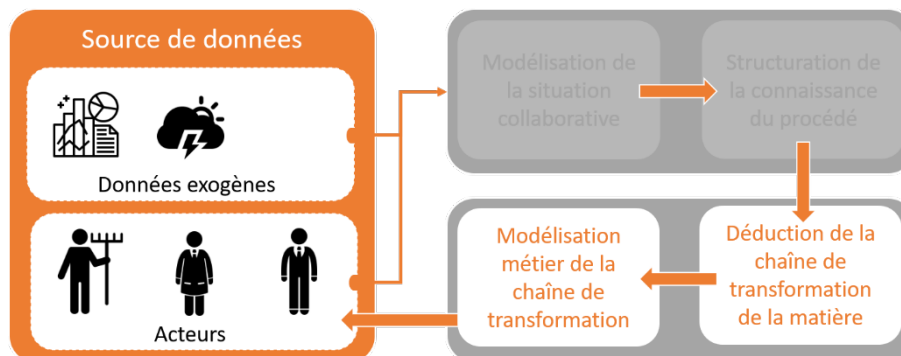 Source de données
Données exogènes
Acteurs
Modélisation de
la situation
collaborative
Structuration de
la connaissance
du procédé
Modélisation
métier de la
chaîne de
transformation
Déduction de la
chaîne de
transformation
de la matière